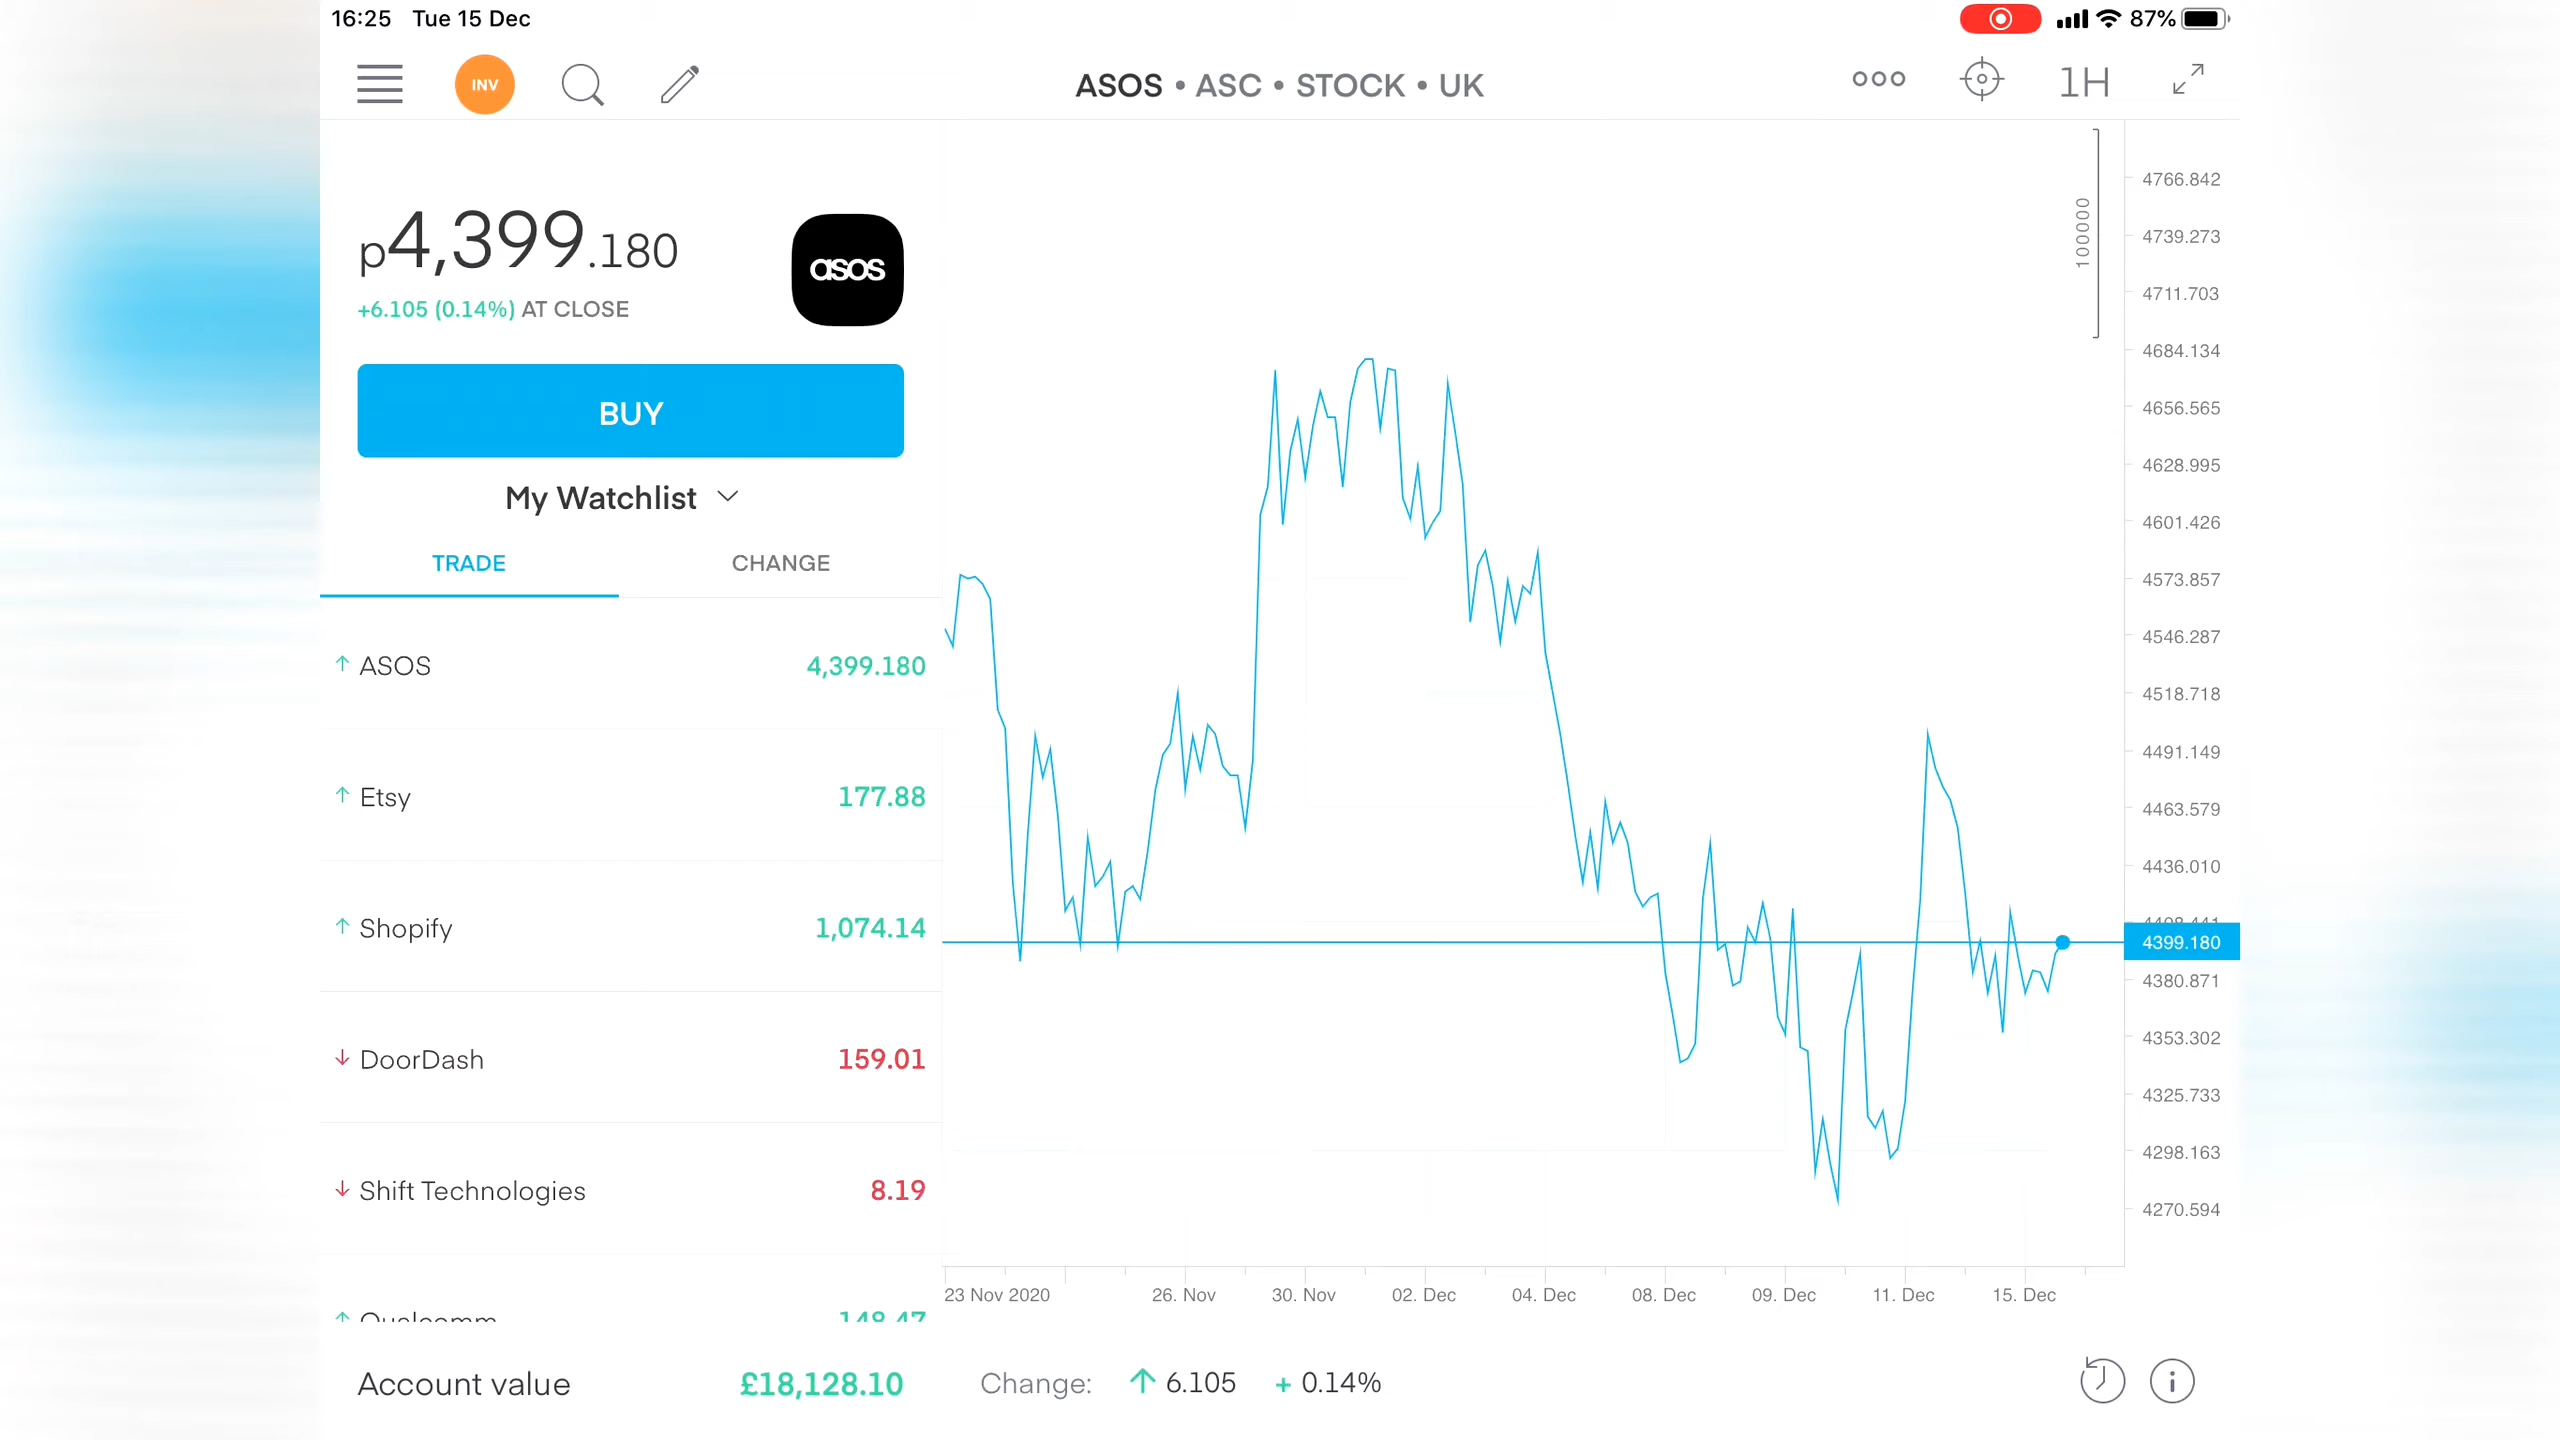 16:25 Tue 15 Dec
87%
INV
ASOS • ASC • STOCK • UK
1H
p4,399.180
+6.105 (0.14%) AT CLOSE
asos
BUY
My Watchlist
TRADE CHANGE
ASOS 4,399.180
Etsy 177.88
Shopify 1,074.14
DoorDash 159.01
Shift Technologies 8.19
Qualcomm 148.47
Account value £18,128.10
100000
4766.842
4739.273
4711.703
4684.134
4656.565
4628.995
4601.426
4573.857
4546.287
4518.718
4491.149
4463.579
4436.010
4408.441
4399.180
4380.871
4353.302
4325.733
4298.163
4270.594
23 Nov 2020 26. Nov 30. Nov 02. Dec 04. Dec 08. Dec 09. Dec 11. Dec 15. Dec
Change: 6.105 + 0.14%